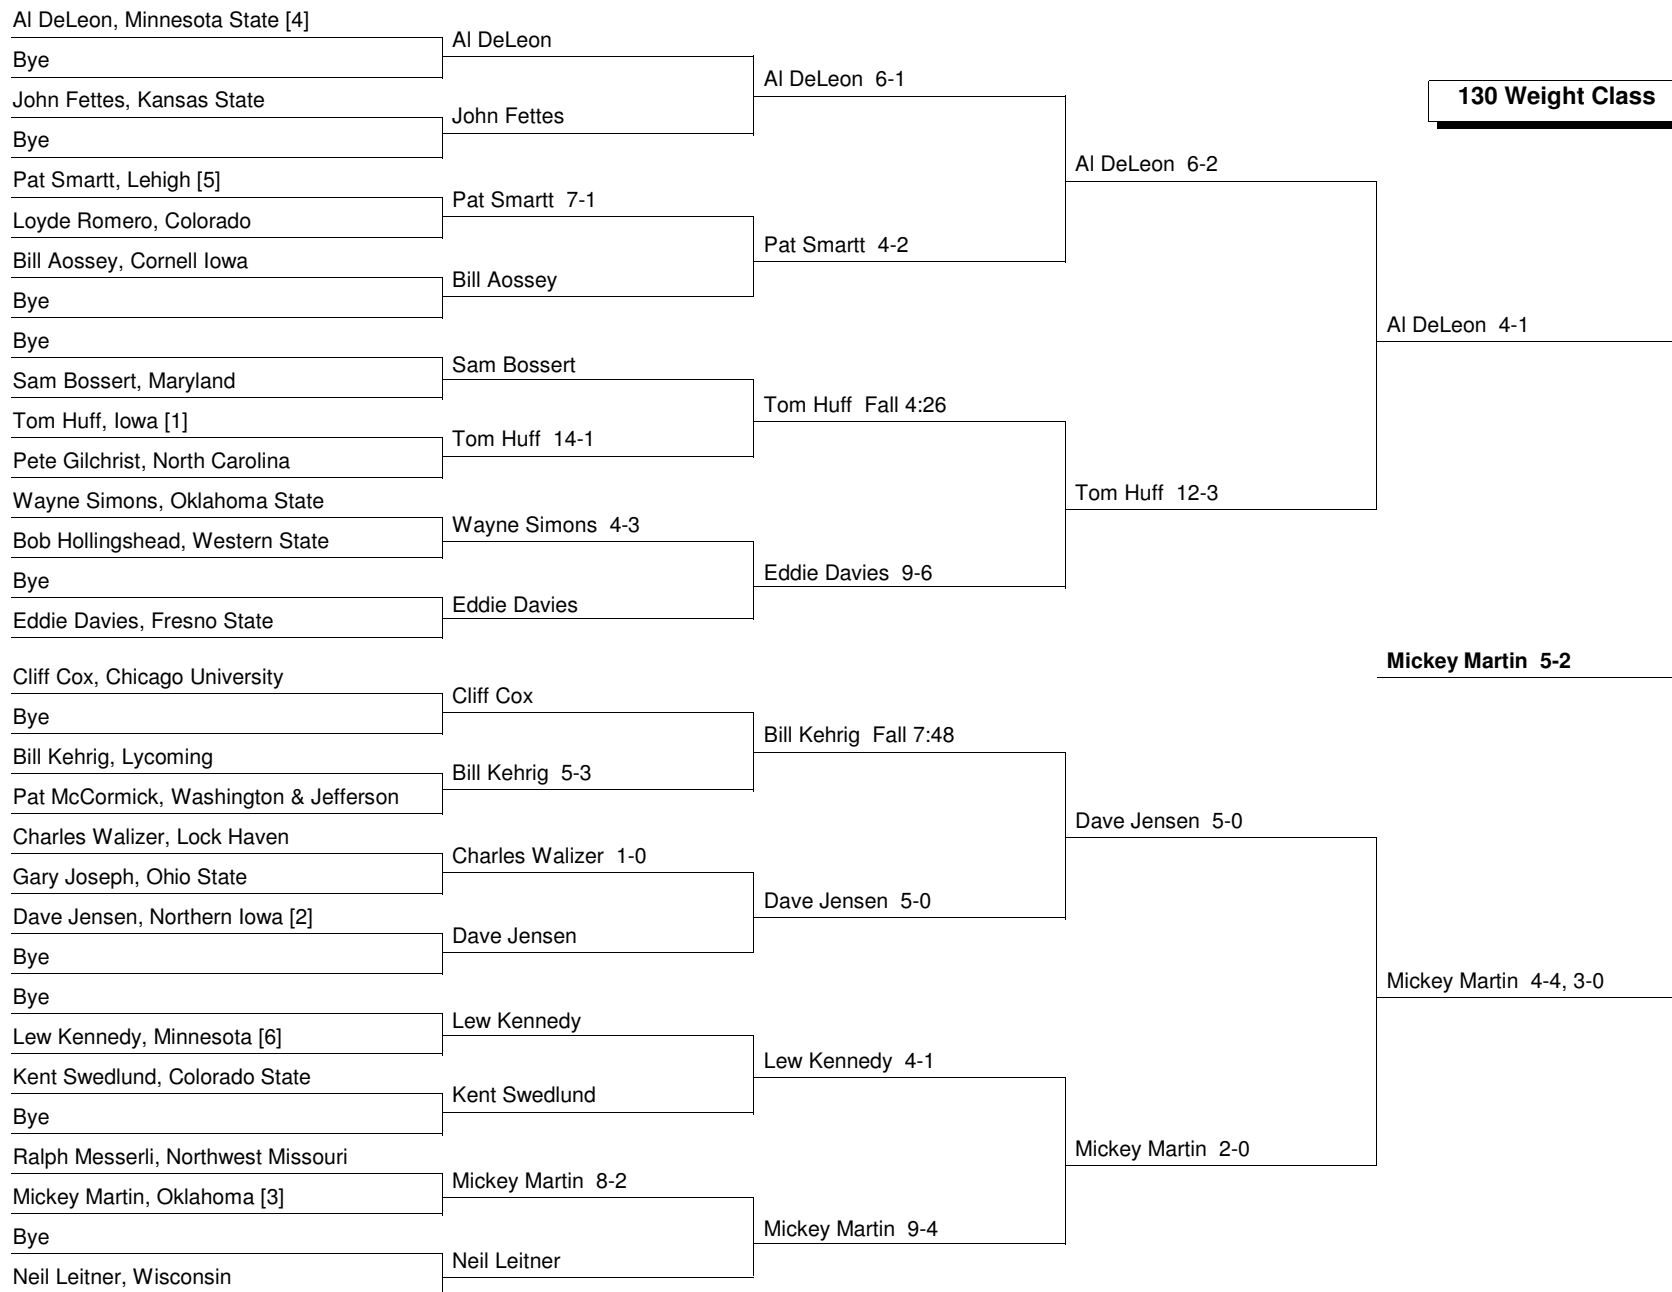 Al DeLeon, Minnesota State [4]
Bye
John Fettes, Kansas State
Bye
Pat Smartt, Lehigh [5]
Loyde Romero, Colorado
Bill Aossey, Cornell Iowa
Bye
Bye
Sam Bossert, Maryland
Tom Huff, Iowa [1]
Pete Gilchrist, North Carolina
Wayne Simons, Oklahoma State
Bob Hollingshead, Western State
Bye
Eddie Davies, Fresno State
Cliff Cox, Chicago University
Bye
Bill Kehrig, Lycoming
Pat McCormick, Washington & Jefferson
Charles Walizer, Lock Haven
Gary Joseph, Ohio State
Dave Jensen, Northern Iowa [2]
Bye
Bye
Lew Kennedy, Minnesota [6]
Kent Swedlund, Colorado State
Bye
Ralph Messerli, Northwest Missouri
Mickey Martin, Oklahoma [3]
Bye
Neil Leitner, Wisconsin
Al DeLeon
John Fettes
Pat Smartt 7-1
Bill Aossey
Sam Bossert
Tom Huff 14-1
Wayne Simons 4-3
Eddie Davies
Cliff Cox
Bill Kehrig 5-3
Charles Walizer 1-0
Dave Jensen
Lew Kennedy
Kent Swedlund
Mickey Martin 8-2
Neil Leitner
Al DeLeon 6-1
Pat Smartt 4-2
Tom Huff Fall 4:26
Eddie Davies 9-6
Bill Kehrig Fall 7:48
Dave Jensen 5-0
Lew Kennedy 4-1
Mickey Martin 9-4
Al DeLeon 6-2
Tom Huff 12-3
Dave Jensen 5-0
Mickey Martin 2-0
130 Weight Class
Al DeLeon 4-1
Mickey Martin 5-2
Mickey Martin 4-4, 3-0